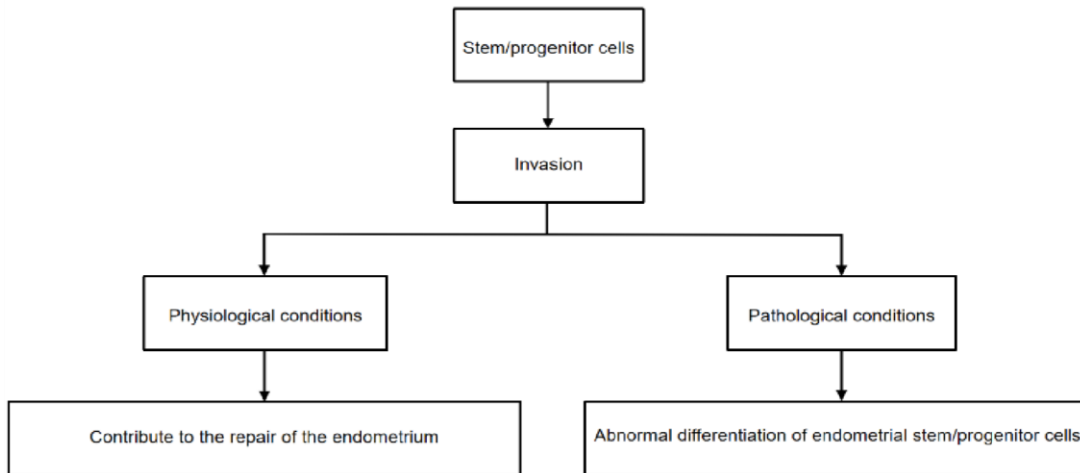 Stem/progenitor cells
Invasion
Physiological conditions
Pathological conditions
Contribute to the repair of the endometrium
Abnormal differentiation of endometrial stem/progenitor cells